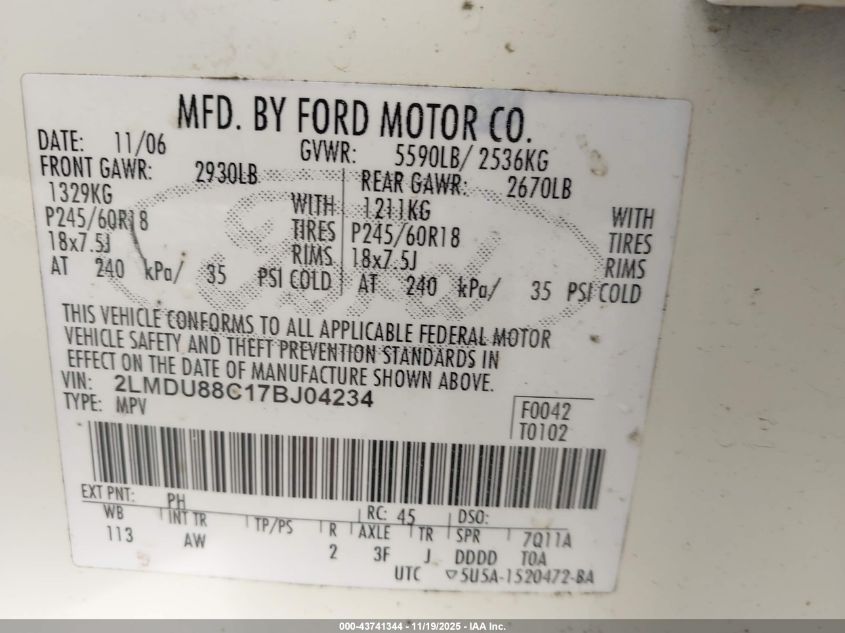 MFD. BY FORD MOTOR CO.
DATE: 11/06 GVWR: 5590LB/ 2536KG
FRONT GAWR: 2930LB REAR GAWR: 2670LB
1329KG WITH 1211KG WITH
P245/60R18 TIRES P245/60R18 TIRES
18x7.5J RIMS 18x7.5J RIMS
AT 240 kPa/ 35 PSI COLD AT 240 kPa/ 35 PSI COLD
Ford
THIS VEHICLE CONFORMS TO ALL APPLICABLE FEDERAL MOTOR
VEHICLE SAFETY AND THEFT PREVENTION STANDARDS IN
EFFECT ON THE DATE OF MANUFACTURE SHOWN ABOVE.
VIN: 2LMDU88C17BJ04234
TYPE: MPV
F0042
T0102
EXT PNT: PH RC: 45 DSO:
WB INT TR TP/PS R AXLE TR SPR 7Q11A
113 AW 2 3F J DDDD TOA
UTC ▽5U5A-1520472-BA
000-43741344 - 11/19/2025 - IAA Inc.